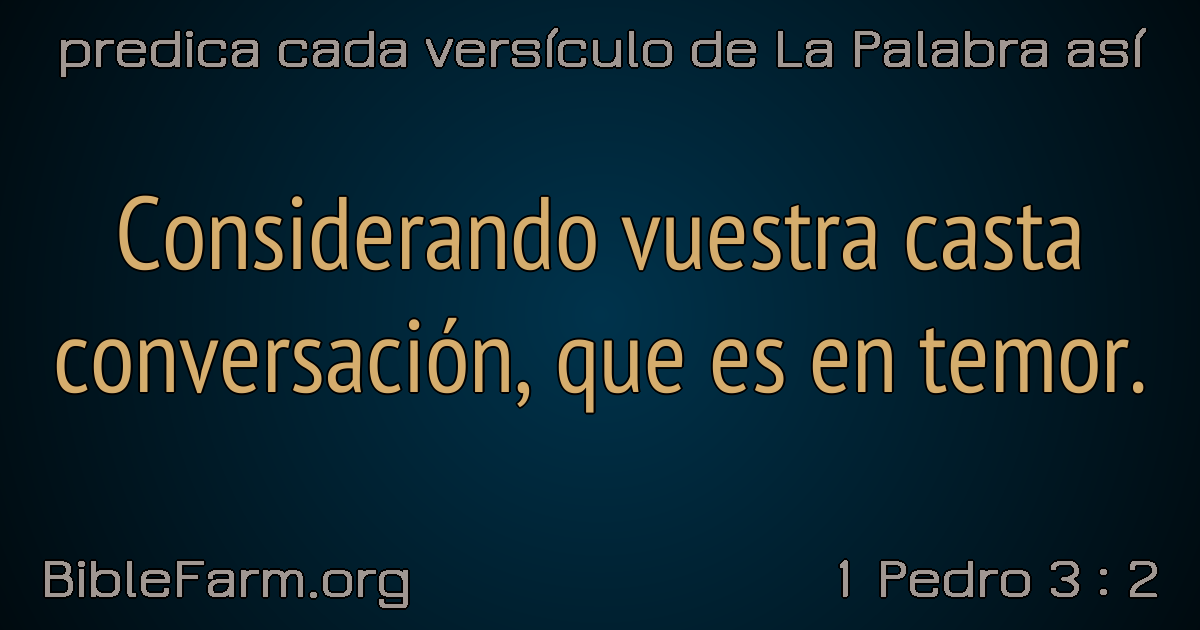 predica cada versículo de La Palabra así
Considerando vuestra casta
conversación, que es en temor.
BibleFarm.org
1 Pedro 3 : 2